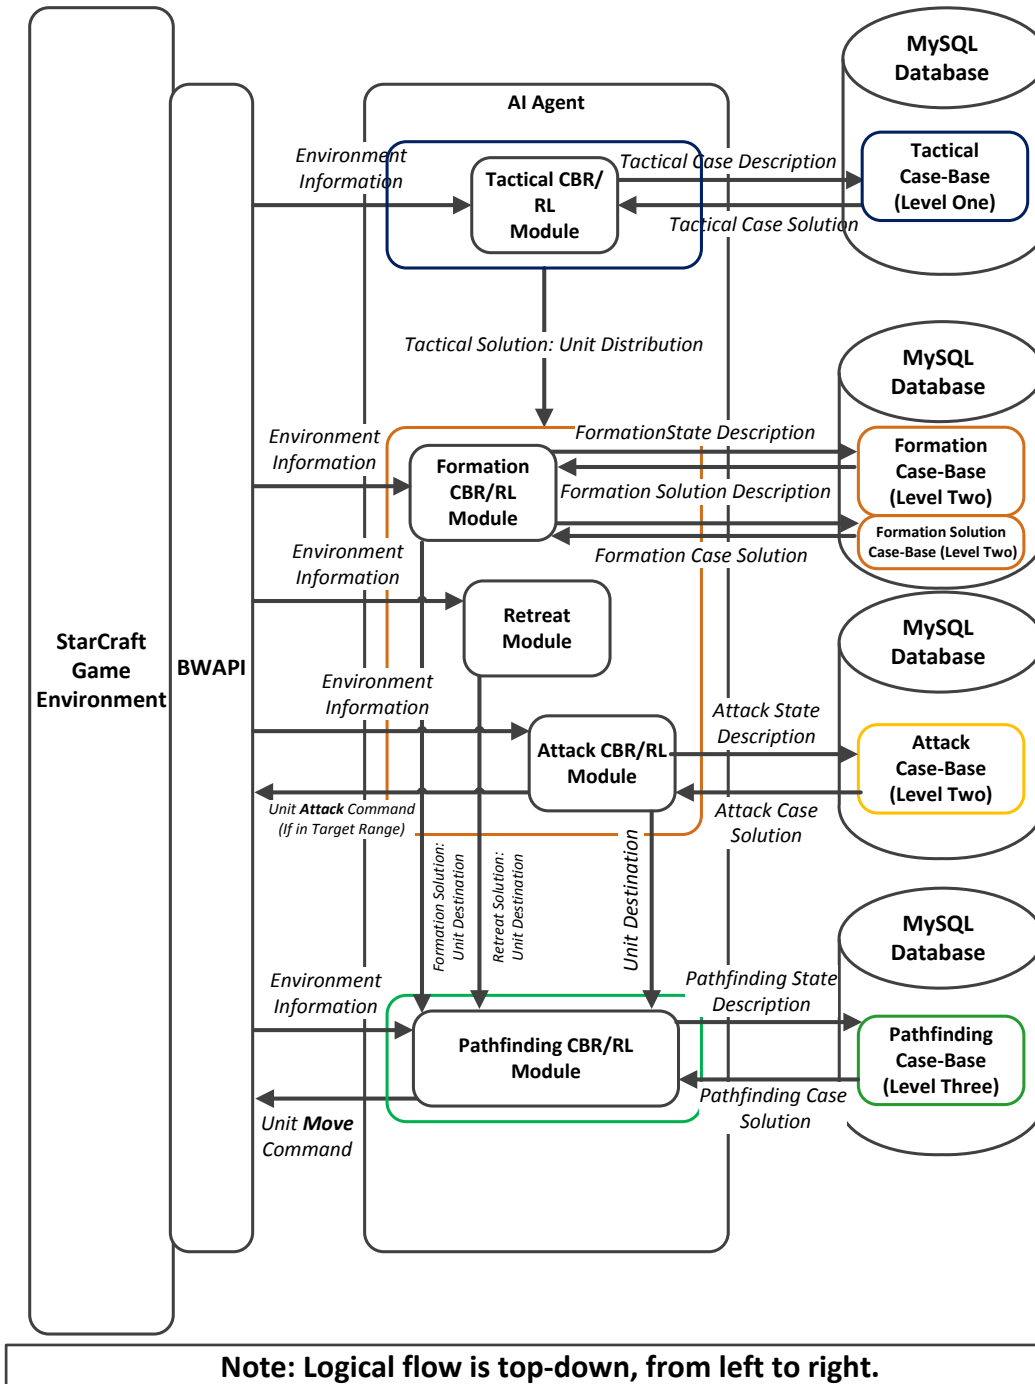 MySQL
Database
AI Agent
Environment
Information
Tactical CBR/
RL
Module
Tactical Case Description
Tactical Case Solution
Tactical
Case-Base
(Level One)
Tactical Solution: Unit Distribution
MySQL
Database
Environment
Information
Formation
CBR/RL
Module
FormationState Description
Formation Solution Description
Formation Case Solution
Formation
Case-Base
(Level Two)
Formation Solution
Case-Base (Level Two)
Environment
Information
Retreat
Module
StarCraft
Game
Environment
BWAPI
MySQL
Database
Environment
Information
Attack CBR/RL
Module
Attack State
Description
Attack Case
Solution
Attack
Case-Base
(Level Two)
Unit Attack Command
(If in Target Range)
Formation Solution:
Unit Destination
Retreat Solution:
Unit Destination
Unit Destination
MySQL
Database
Environment
Information
Pathfinding CBR/RL
Module
Pathfinding State
Description
Pathfinding Case
Solution
Pathfinding
Case-Base
(Level Three)
Unit Move
Command
Note: Logical flow is top-down, from left to right.